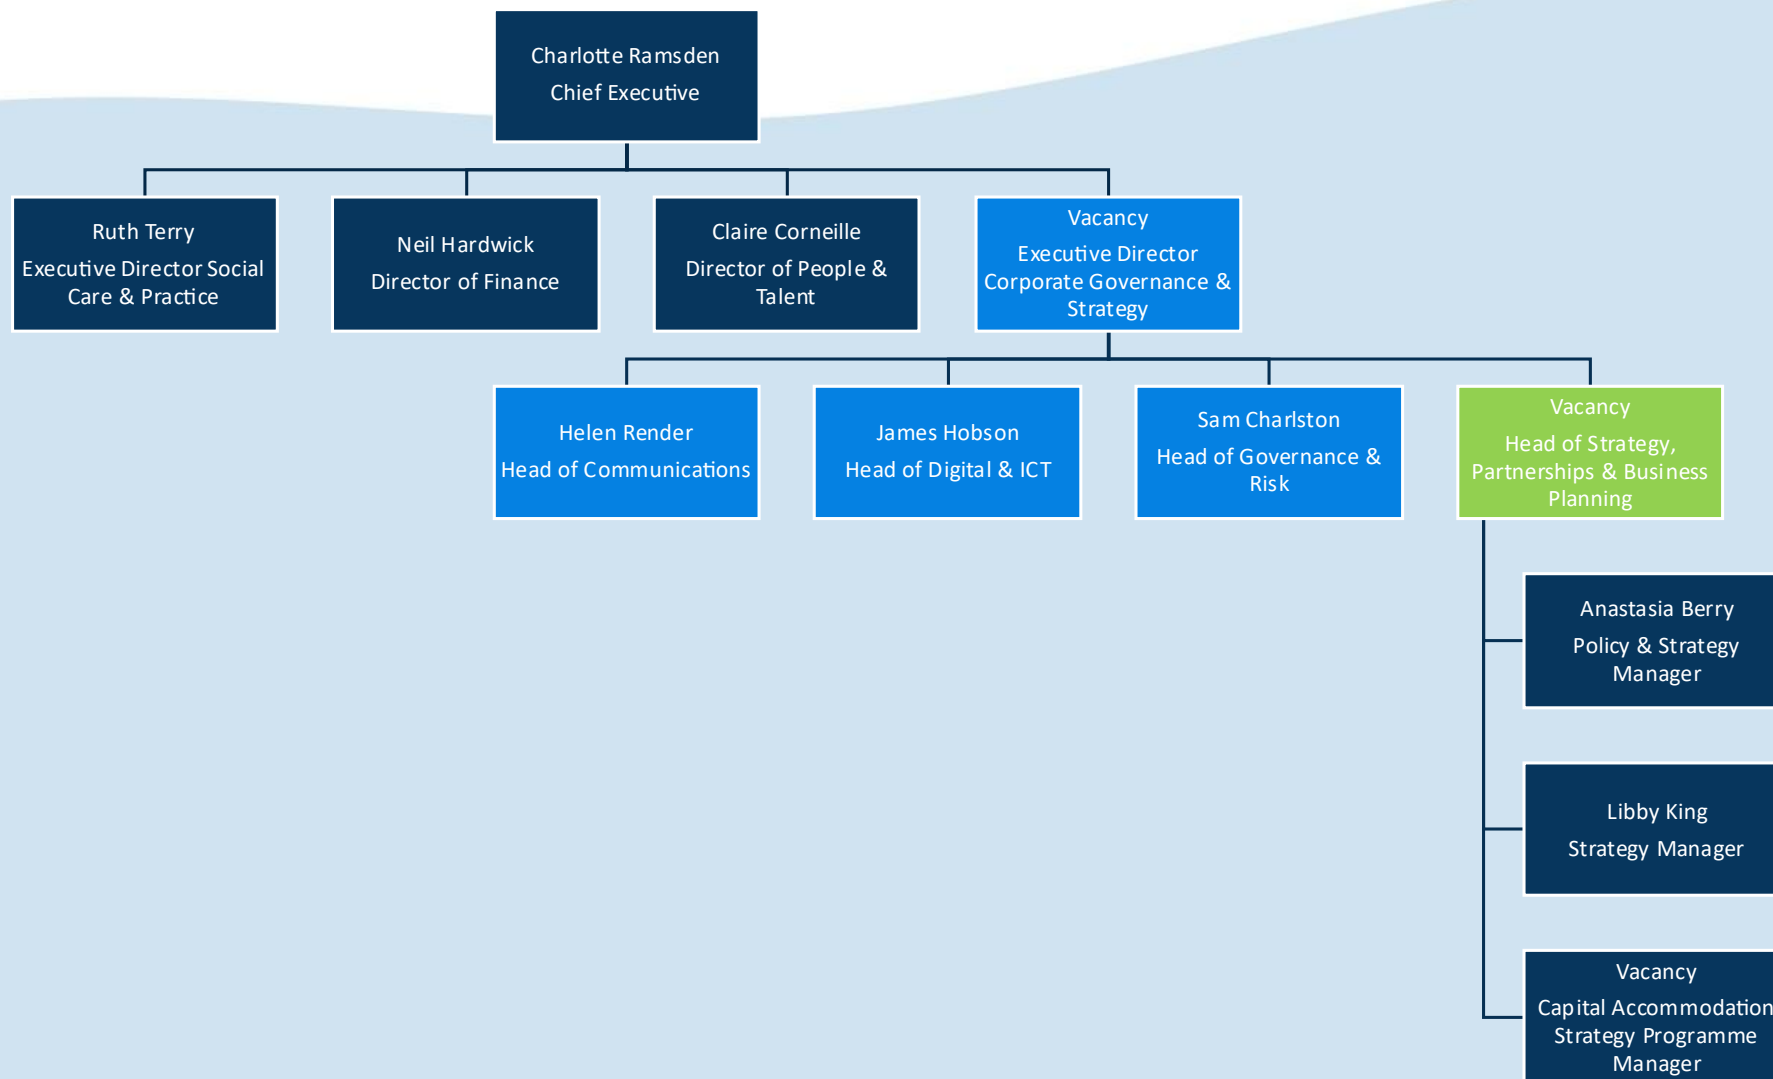 Charlotte Ramsden
Chief Executive
Ruth Terry
Executive Director Social
Care & Practice
Neil Hardwick
Director of Finance
Claire Corneille
Director of People &
Talent
Vacancy
Executive Director
Corporate Governance &
Strategy
Helen Render
Head of Communications
James Hobson
Head of Digital & ICT
Sam Charlston
Head of Governance &
Risk
Vacancy
Head of Strategy,
Partnerships & Business
Planning
Anastasia Berry
Policy & Strategy
Manager
Libby King
Strategy Manager
Vacancy
Capital Accommodation
Strategy Programme
Manager